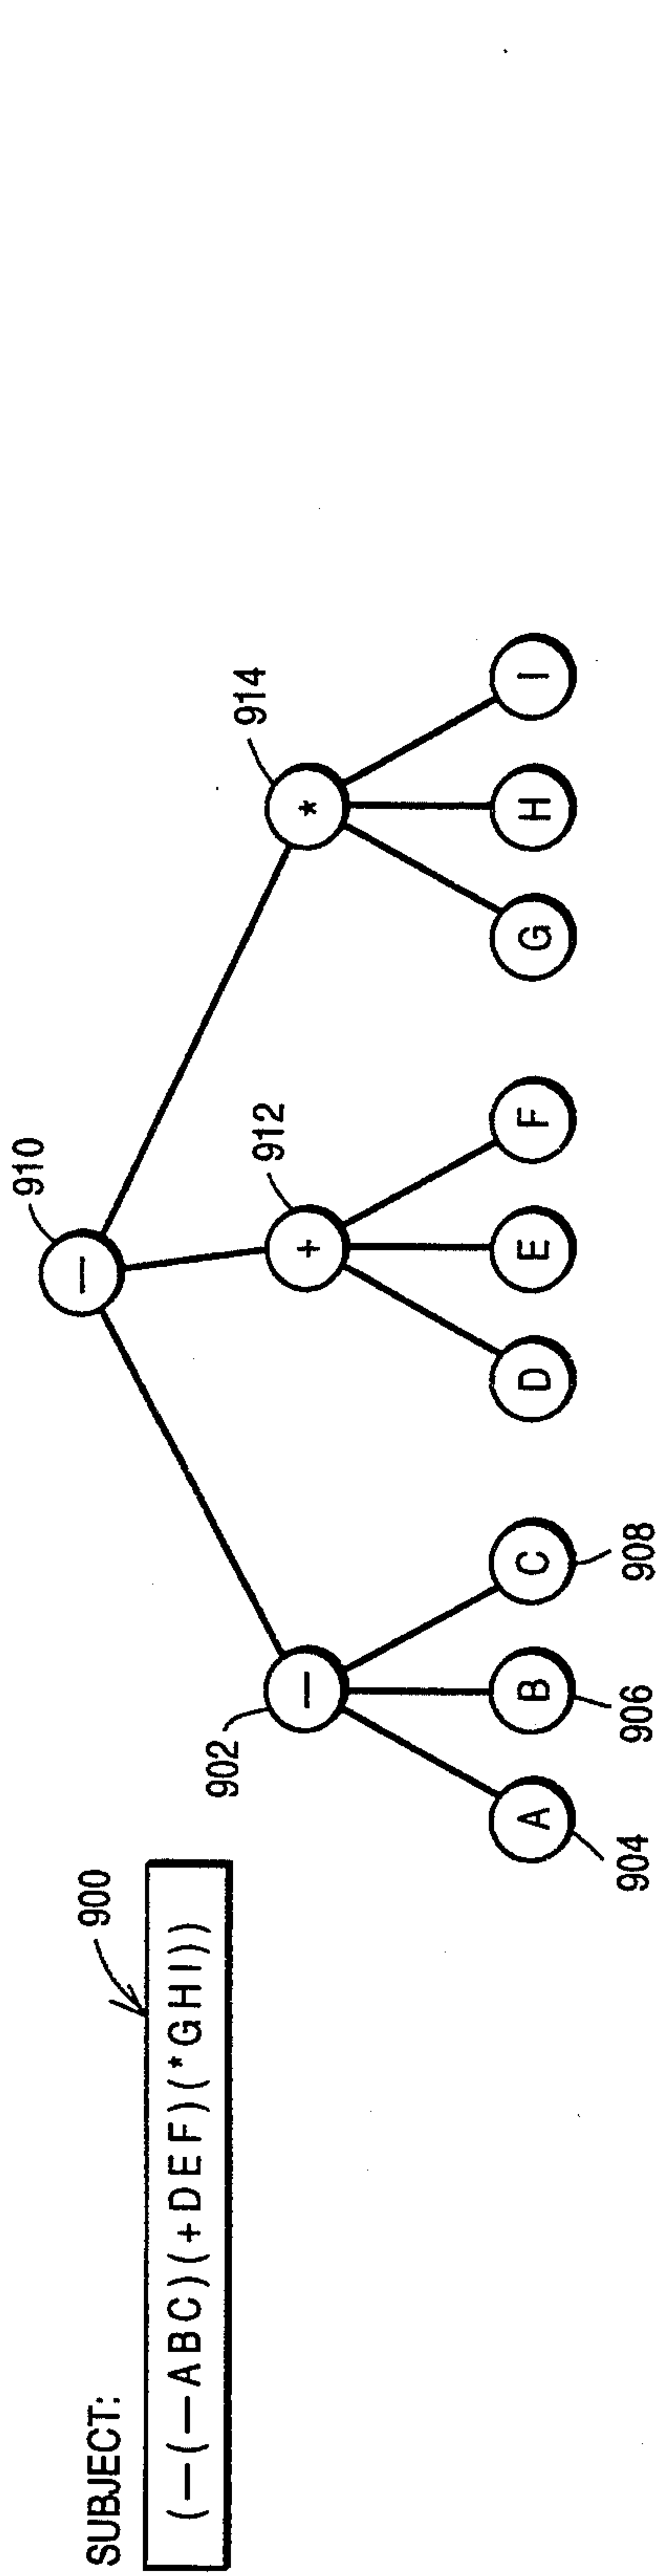 SUBJECT:
900
(—(—ABC)(+DEF)(*GHI))
910
—
902
—
912
+
914
*
A
B
C
D
E
F
G
H
I
904
906
908